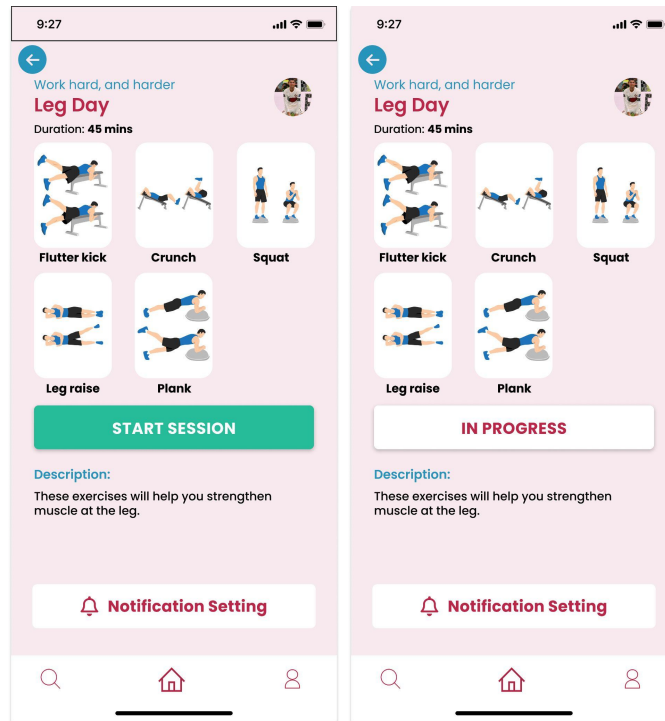 9:27
Work hard, and harder
Leg Day
Duration: 45 mins
Flutter kick
Crunch
Squat
Leg raise
Plank
START SESSION
Description:
These exercises will help you strengthen
muscle at the leg.
Notification Setting
9:27
Work hard, and harder
Leg Day
Duration: 45 mins
Flutter kick
Crunch
Squat
Leg raise
Plank
IN PROGRESS
Description:
These exercises will help you strengthen
muscle at the leg.
Notification Setting